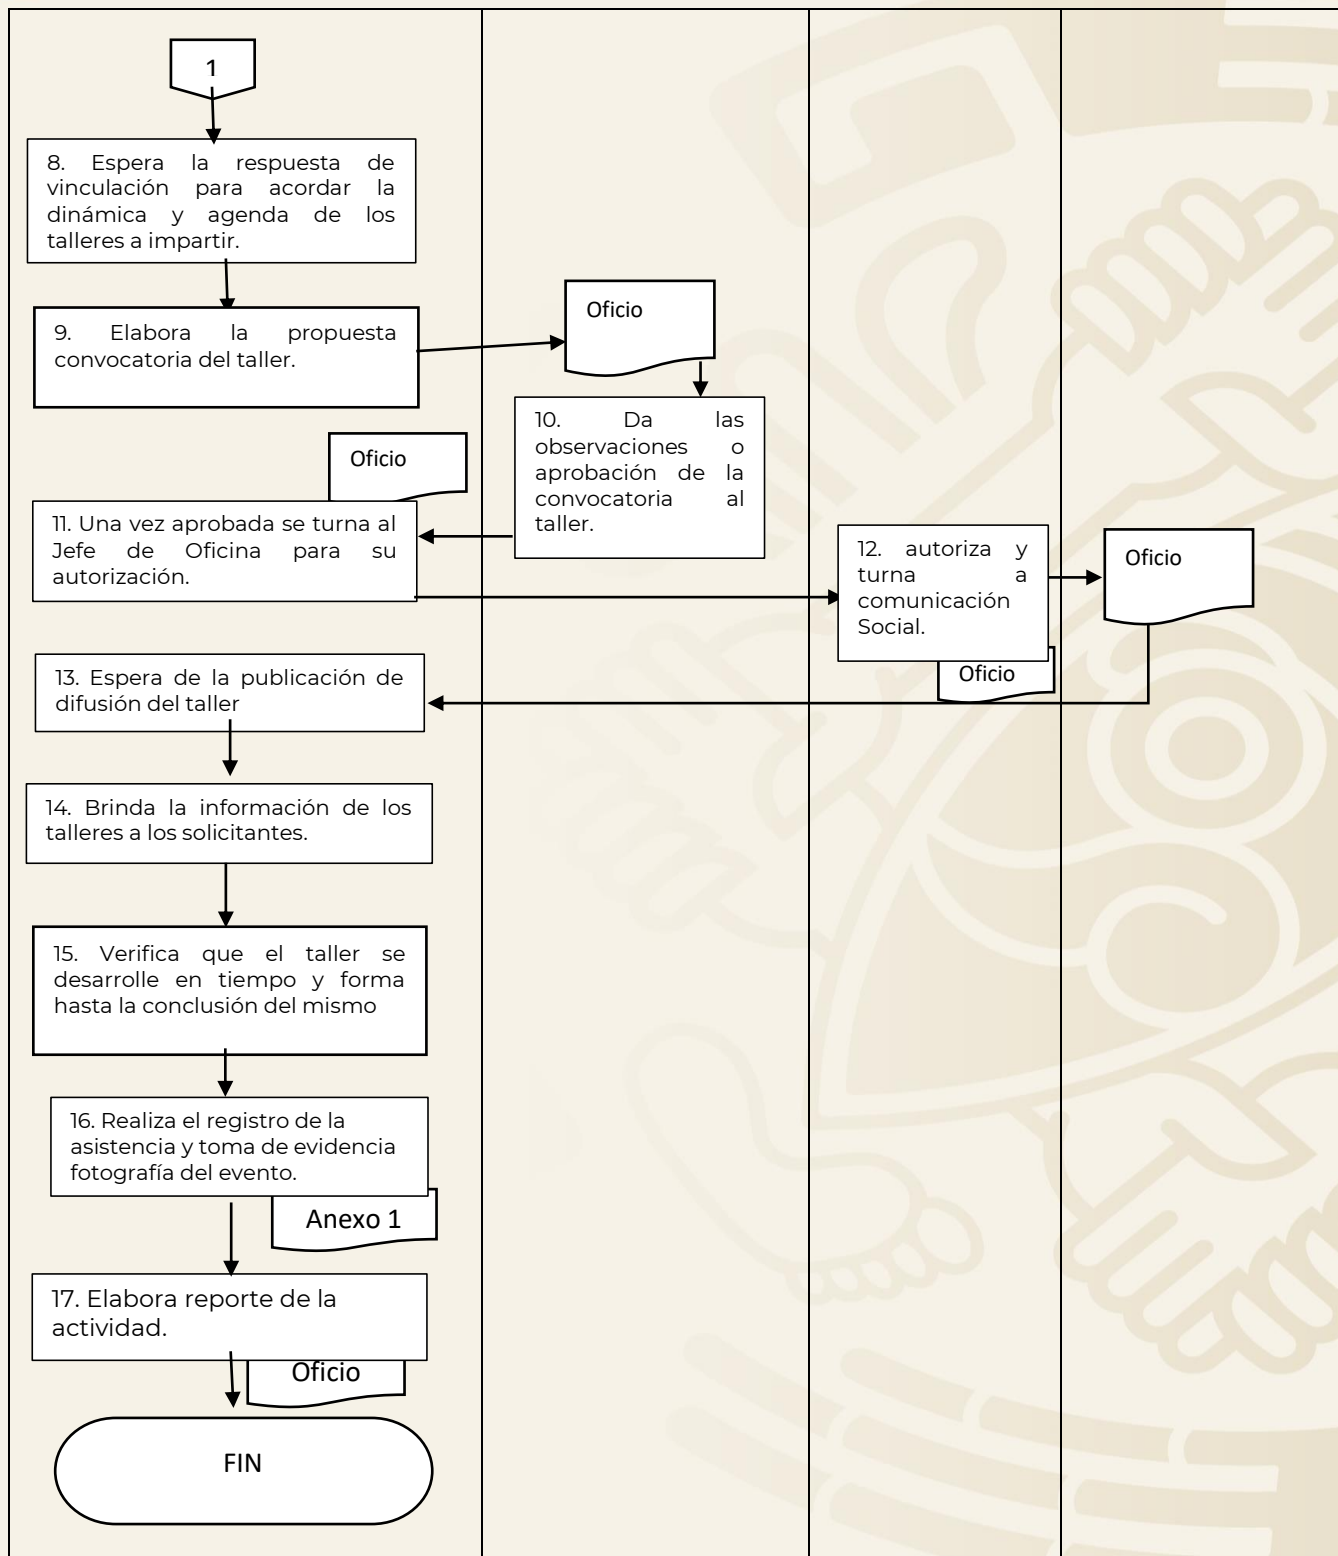 1
8. Espera la respuesta de
vinculación para acordar la
dinámica y agenda de los
talleres a impartir.
9. Elabora la propuesta
convocatoria del taller.
Oficio
10. Da las
observaciones o
aprobación de la
convocatoria al
taller.
Oficio
11. Una vez aprobada se turna al
Jefe de Oficina para su
autorización.
12. autoriza y
turna a
comunicación
Social.
Oficio
Oficio
13. Espera de la publicación de
difusión del taller
14. Brinda la información de los
talleres a los solicitantes.
15. Verifica que el taller se
desarrolle en tiempo y forma
hasta la conclusión del mismo
16. Realiza el registro de la
asistencia y toma de evidencia
fotografía del evento.
Anexo 1
17. Elabora reporte de la
actividad.
Oficio
FIN